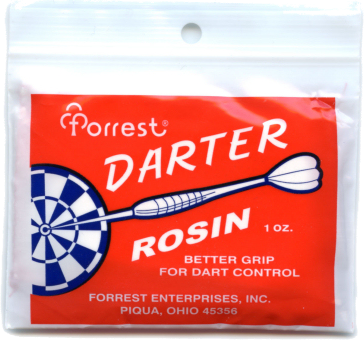 Forrest®
DARTER
ROSIN 1 OZ.
BETTER GRIP
FOR DART CONTROL
FORREST ENTERPRISES, INC.
PIQUA, OHIO 45356